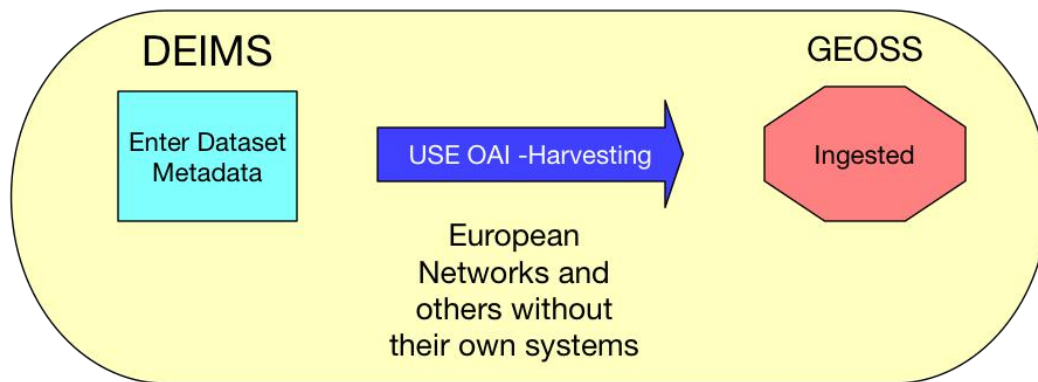 DEIMS
GEOSS
Enter Dataset
Metadata
USE OAI -Harvesting
Ingested
European
Networks and
others without
their own systems